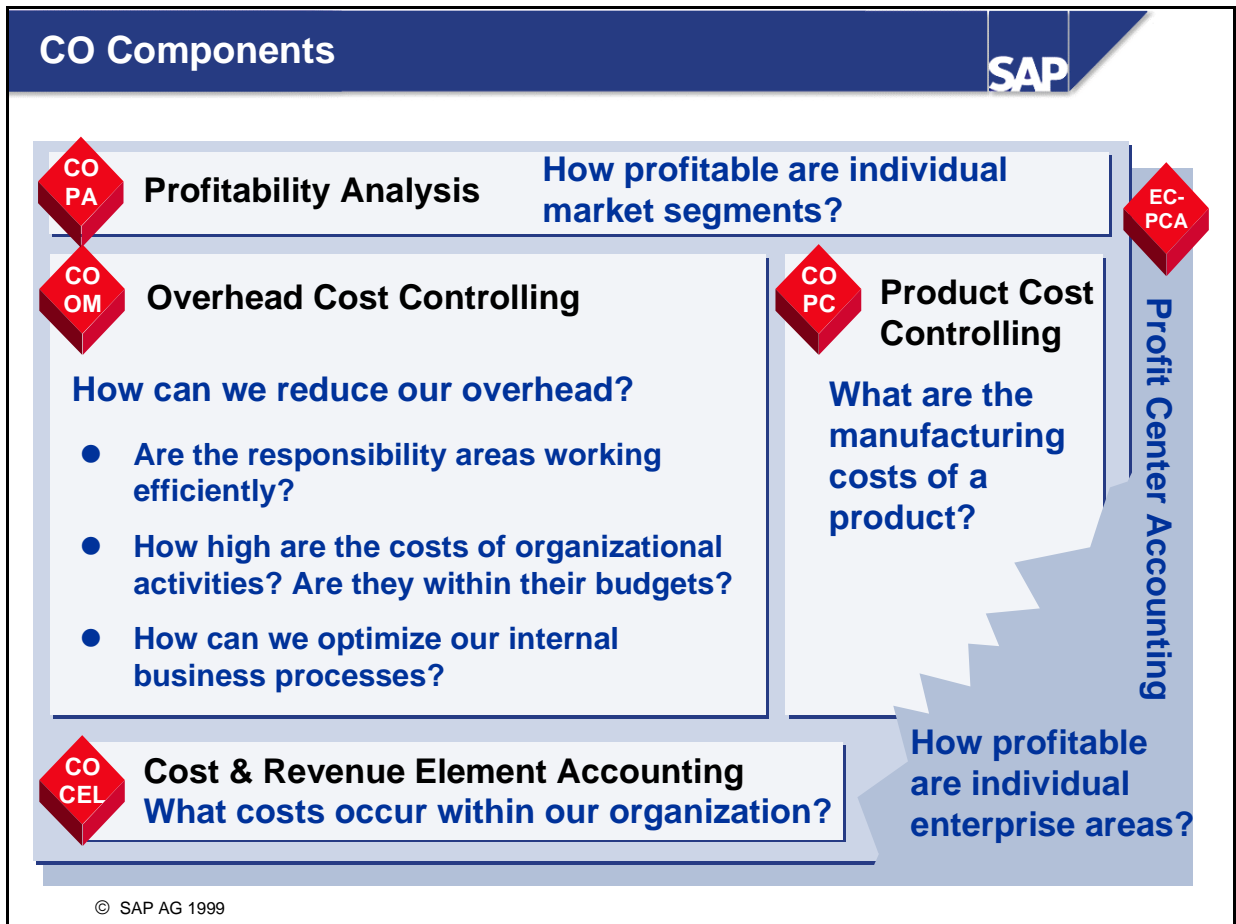 CO Components
SAP
CO
PA
Profitability Analysis
How profitable are individual
market segments?
EC-
PCA
Profit Center Accounting
CO
OM
Overhead Cost Controlling
How can we reduce our overhead?
● Are the responsibility areas working
efficiently?
● How high are the costs of organizational
activities? Are they within their budgets?
● How can we optimize our internal
business processes?
CO
PC
Product Cost
Controlling
What are the
manufacturing
costs of a
product?
CO
CEL
Cost & Revenue Element Accounting
What costs occur within our organization?
How profitable
are individual
enterprise areas?
© SAP AG 1999